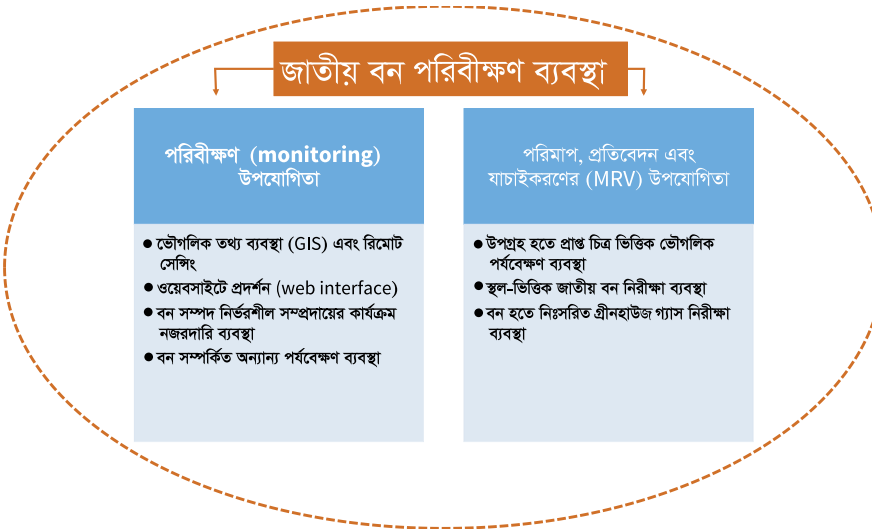 জাতীয় বন পরিবীক্ষণ ব্যবস্থা
পরিবীক্ষণ (monitoring)
উপযোগিতা
● ভৌগলিক তথ্য ব্যবস্থা (GIS) এবং রিমোট
সেন্সিং
● ওয়েবসাইটে প্রদর্শন (web interface)
● বন সম্পদ নির্ভরশীল সম্প্রদায়ের কার্যক্রম
নজরদারি ব্যবস্থা
● বন সম্পর্কিত অন্যান্য পর্যবেক্ষণ ব্যবস্থা
পরিমাপ, প্রতিবেদন এবং
যাচাইকরণের (MRV) উপযোগিতা
● উপগ্রহ হতে প্রাপ্ত চিত্র ভিত্তিক ভৌগলিক
পর্যবেক্ষণ ব্যবস্থা
● স্থল-ভিত্তিক জাতীয় বন নিরীক্ষা ব্যবস্থা
● বন হতে নিঃসরিত গ্রীনহাউজ গ্যাস নিরীক্ষা
ব্যবস্থা